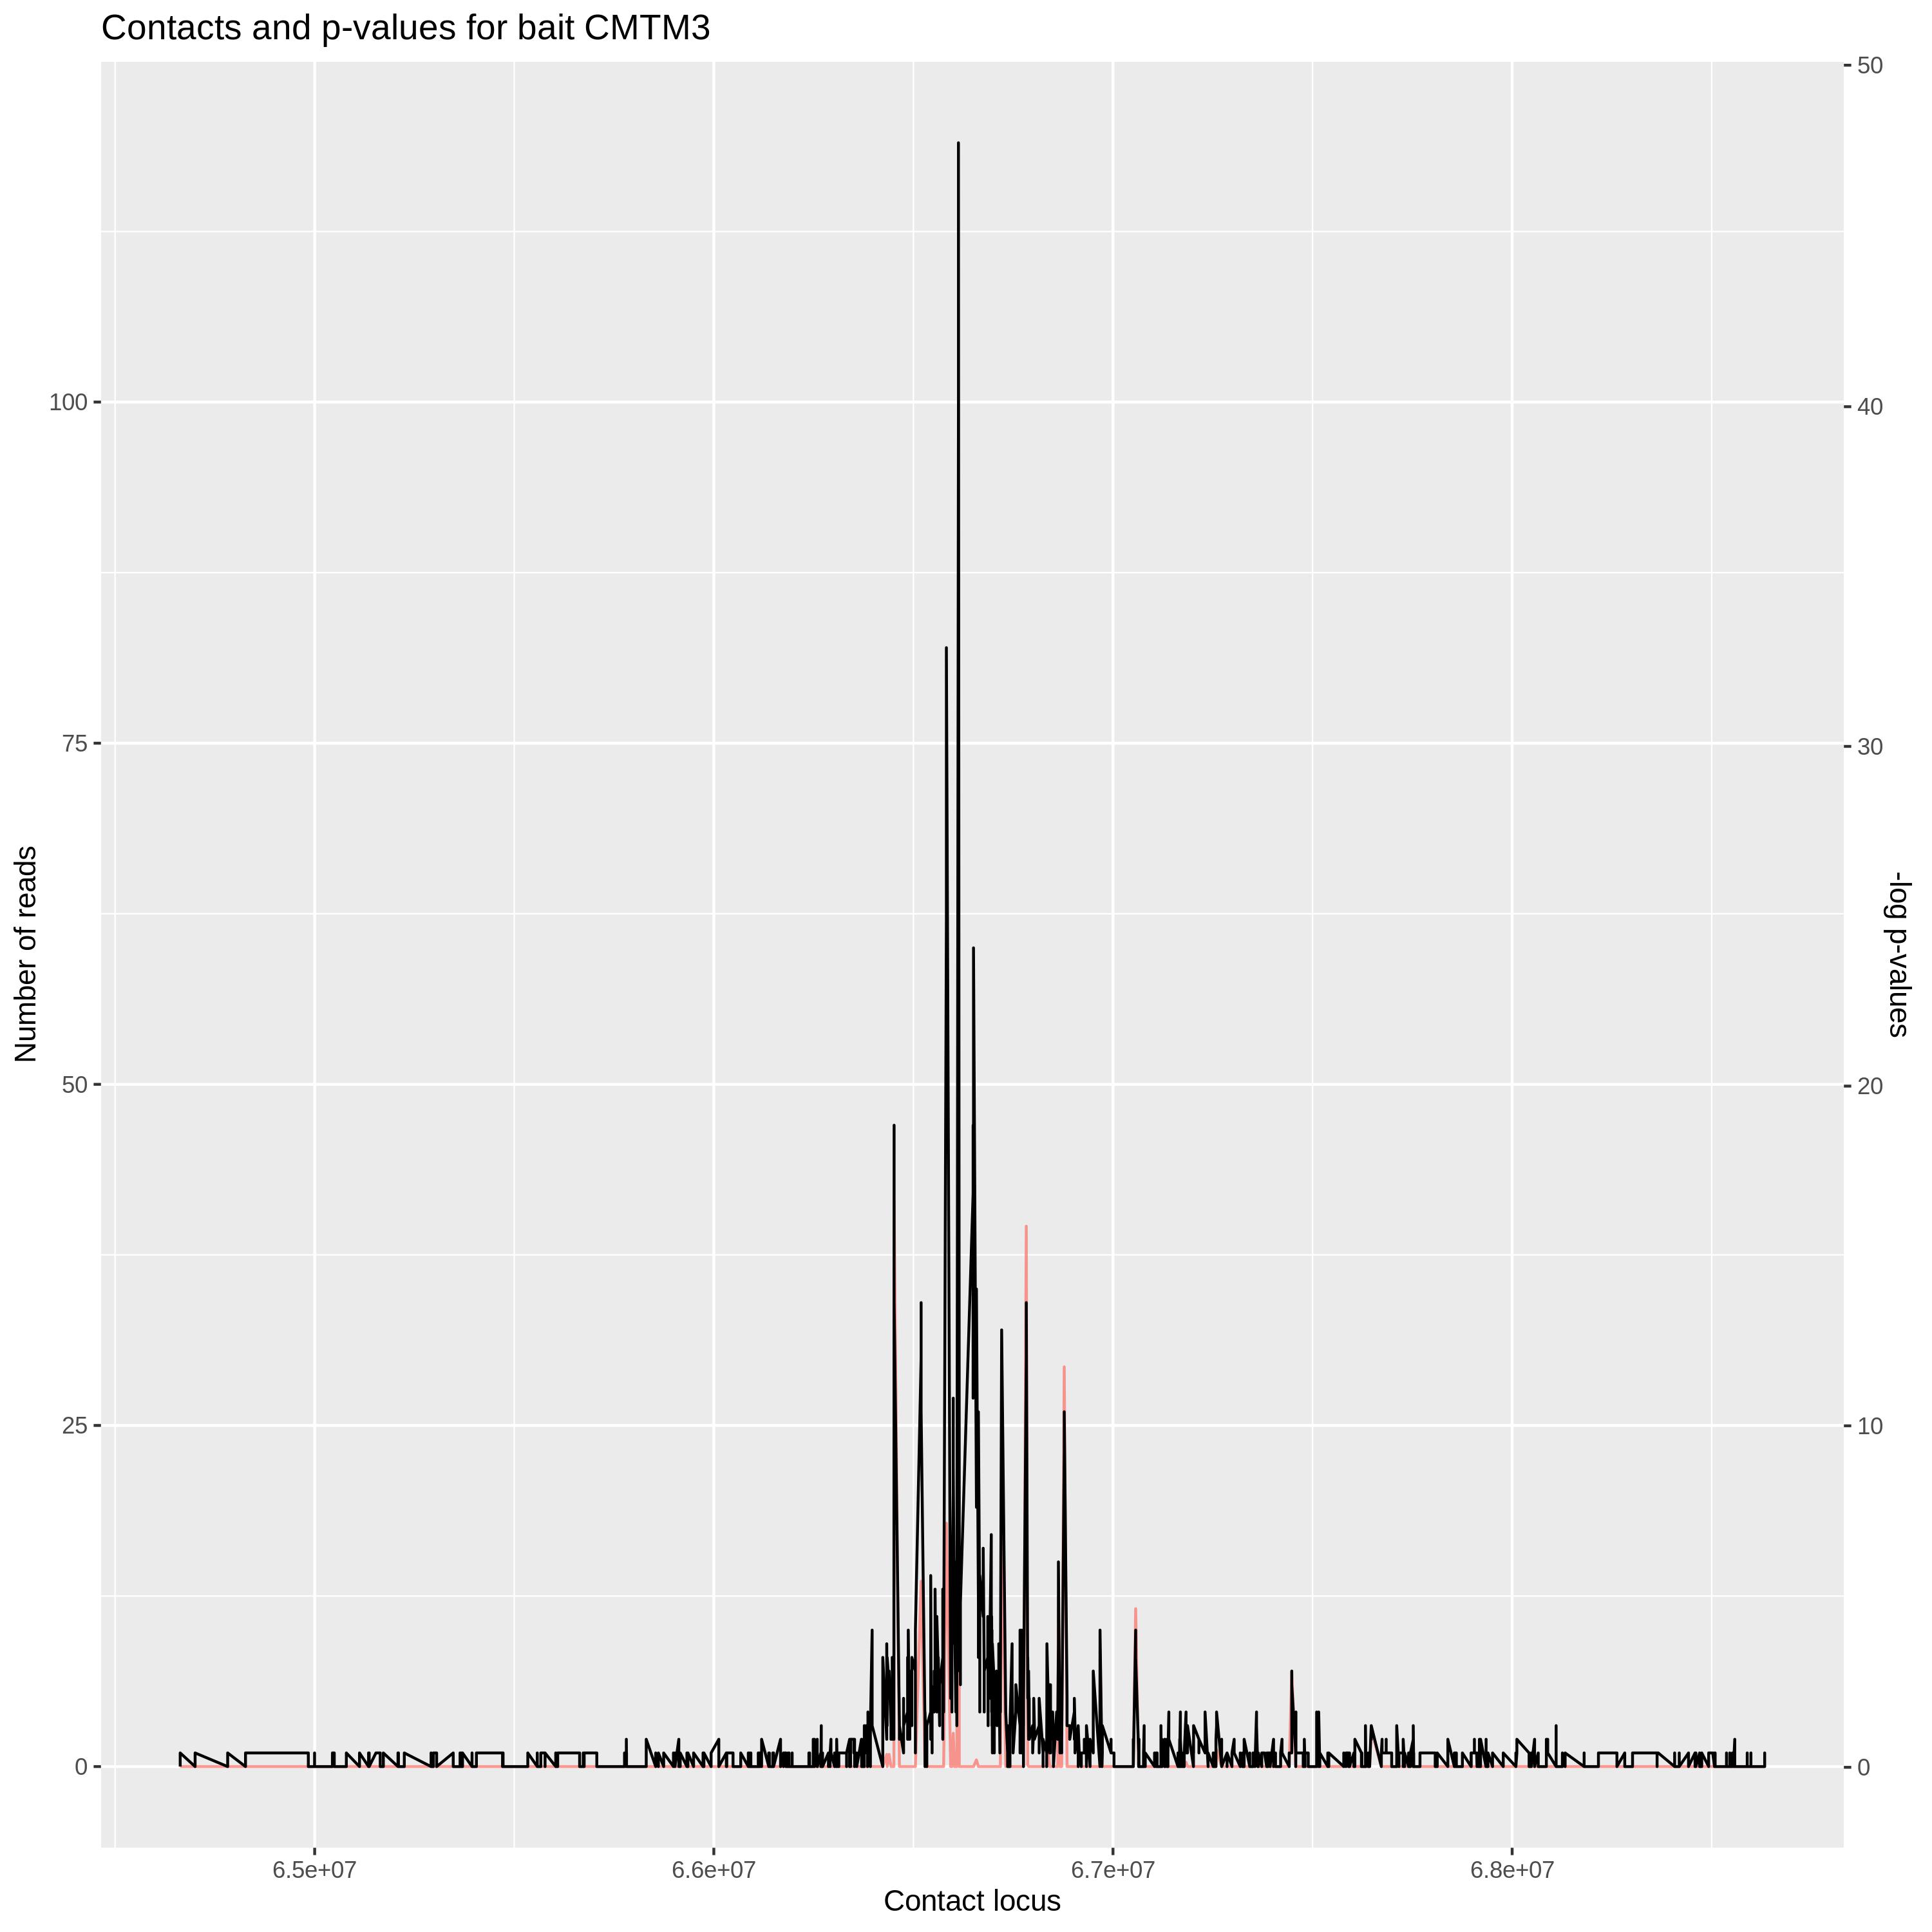 Contacts and p-values for bait CMTM3
50
40
30
20
10
0
100
75
50
25
0
Number of reads
-log p-values
6.5e+07
6.6e+07
6.7e+07
6.8e+07
Contact locus